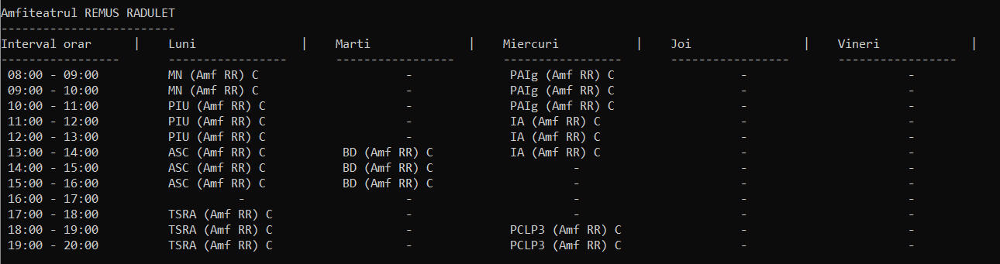 Amfiteatrul REMUS RADULET
-------------------------
Interval orar | Luni | Marti | Miercuri | Joi | Vineri |
----------------- ----------------- ----------------- ----------------- ----------------- -----------------
08:00 - 09:00 MN (Amf RR) C - PAIg (Amf RR) C - -
09:00 - 10:00 MN (Amf RR) C - PAIg (Amf RR) C - -
10:00 - 11:00 PIU (Amf RR) C - PAIg (Amf RR) C - -
11:00 - 12:00 PIU (Amf RR) C - IA (Amf RR) C - -
12:00 - 13:00 PIU (Amf RR) C - IA (Amf RR) C - -
13:00 - 14:00 ASC (Amf RR) C BD (Amf RR) C IA (Amf RR) C - -
14:00 - 15:00 ASC (Amf RR) C BD (Amf RR) C - - -
15:00 - 16:00 ASC (Amf RR) C BD (Amf RR) C - - -
16:00 - 17:00 - - - - -
17:00 - 18:00 TSRA (Amf RR) C - - - -
18:00 - 19:00 TSRA (Amf RR) C - PCLP3 (Amf RR) C - -
19:00 - 20:00 TSRA (Amf RR) C - PCLP3 (Amf RR) C - -